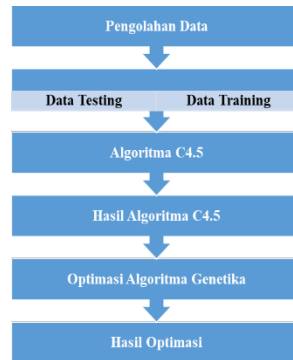 Pengolahan Data
Data Testing Data Training
Algoritma C4.5
Hasil Algoritma C4.5
Optimasi Algoritma Genetika
Hasil Optimasi